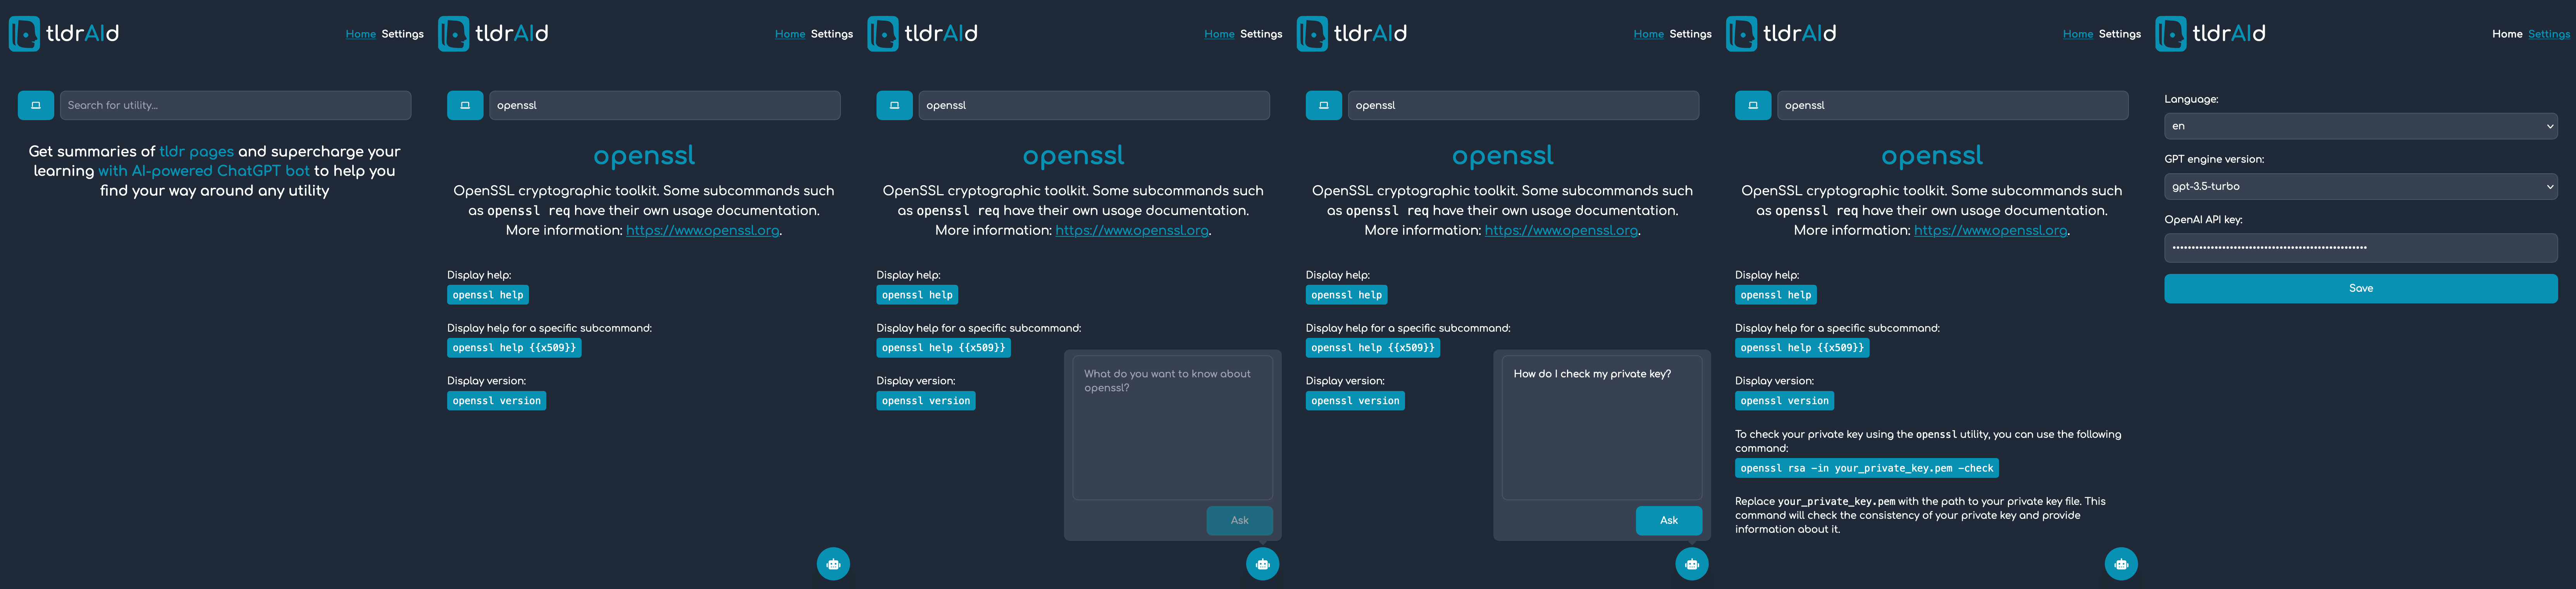 tldrAId
Home Settings
Search for utility...
Get summaries of tldr pages and supercharge your
learning with AI-powered ChatGPT bot to help you
find your way around any utility
tldrAId
Home Settings
openssl
openssl
OpenSSL cryptographic toolkit. Some subcommands such
as openssl req have their own usage documentation.
More information: https://www.openssl.org.
Display help:
openssl help
Display help for a specific subcommand:
openssl help {{x509}}
Display version:
openssl version
tldrAId
Home Settings
openssl
openssl
OpenSSL cryptographic toolkit. Some subcommands such
as openssl req have their own usage documentation.
More information: https://www.openssl.org.
Display help:
openssl help
Display help for a specific subcommand:
openssl help {{x509}}
Display version:
openssl version
What do you want to know about
openssl?
Ask
tldrAId
Home Settings
openssl
openssl
OpenSSL cryptographic toolkit. Some subcommands such
as openssl req have their own usage documentation.
More information: https://www.openssl.org.
Display help:
openssl help
Display help for a specific subcommand:
openssl help {{x509}}
Display version:
openssl version
How do I check my private key?
Ask
tldrAId
Home Settings
openssl
openssl
OpenSSL cryptographic toolkit. Some subcommands such
as openssl req have their own usage documentation.
More information: https://www.openssl.org.
Display help:
openssl help
Display help for a specific subcommand:
openssl help {{x509}}
Display version:
openssl version
To check your private key using the openssl utility, you can use the following
command:
openssl rsa -in your_private_key.pem -check
Replace your_private_key.pem with the path to your private key file. This
command will check the consistency of your private key and provide
information about it.
tldrAId
Home Settings
Language:
en
GPT engine version:
gpt-3.5-turbo
OpenAI API key:
Save